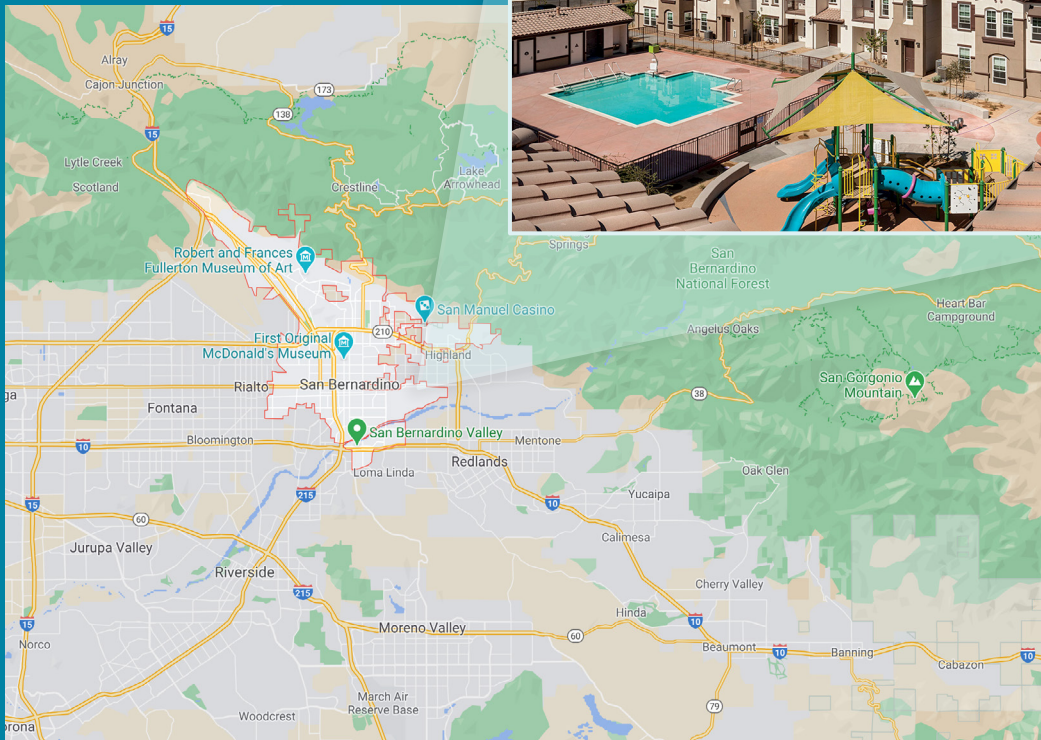 15
Alray
Cajon Junction
173
138
15
Lytle Creek
Scotland
Crestline
Lake
Arrowhead
Robert and Frances
Fullerton Museum of Art
Springs
San
Bernardino
National Forest
San Manuel Casino
Heart Bar
Campground
Angelus Oaks
First Original
McDonald's Museum
210
Highland
Rialto
San Bernardino
San Gorgonio
Mountain
38
ga
Fontana
San Bernardino Valley
Bloomington
10
Mentone
Redlands
Loma Linda
Oak Glen
215
Yucaipa
15
60
10
Calimesa
Jurupa Valley
Riverside
215
Cherry Valley
Hinda
10
15
Moreno Valley
60
Norco
Beaumont
10
Banning
10
Cabazon
March Air
Reserve Base
Woodcrest
79
orona